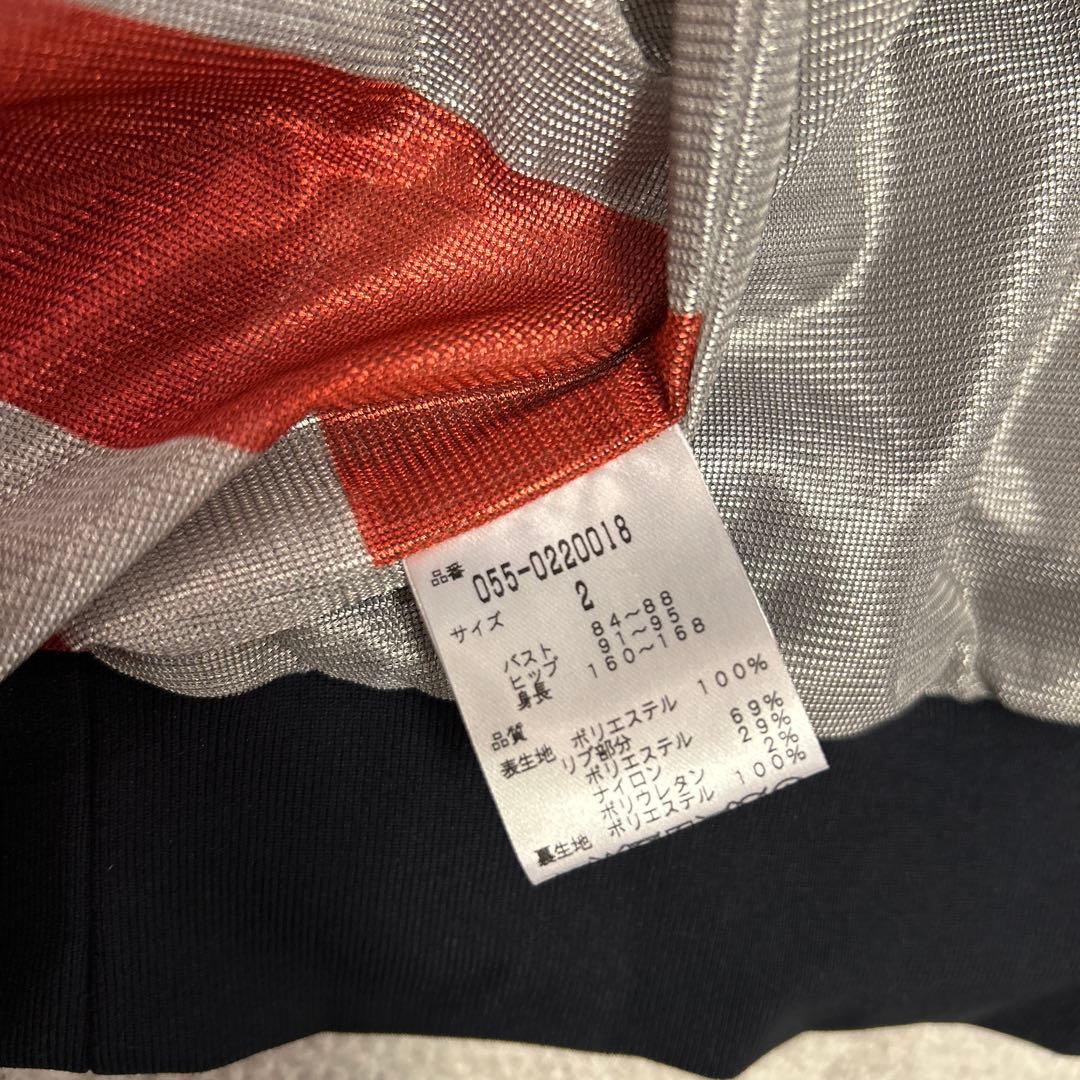 品番 055-0220018
サイズ 2
バスト 84~88
ヒップ 91~95
身長 160~168
品質
表生地 ポリエステル 100%
リブ部分
ポリエステル 69%
ナイロン 29%
ポリウレタン 2%
裏生地 ポリエステル 100%